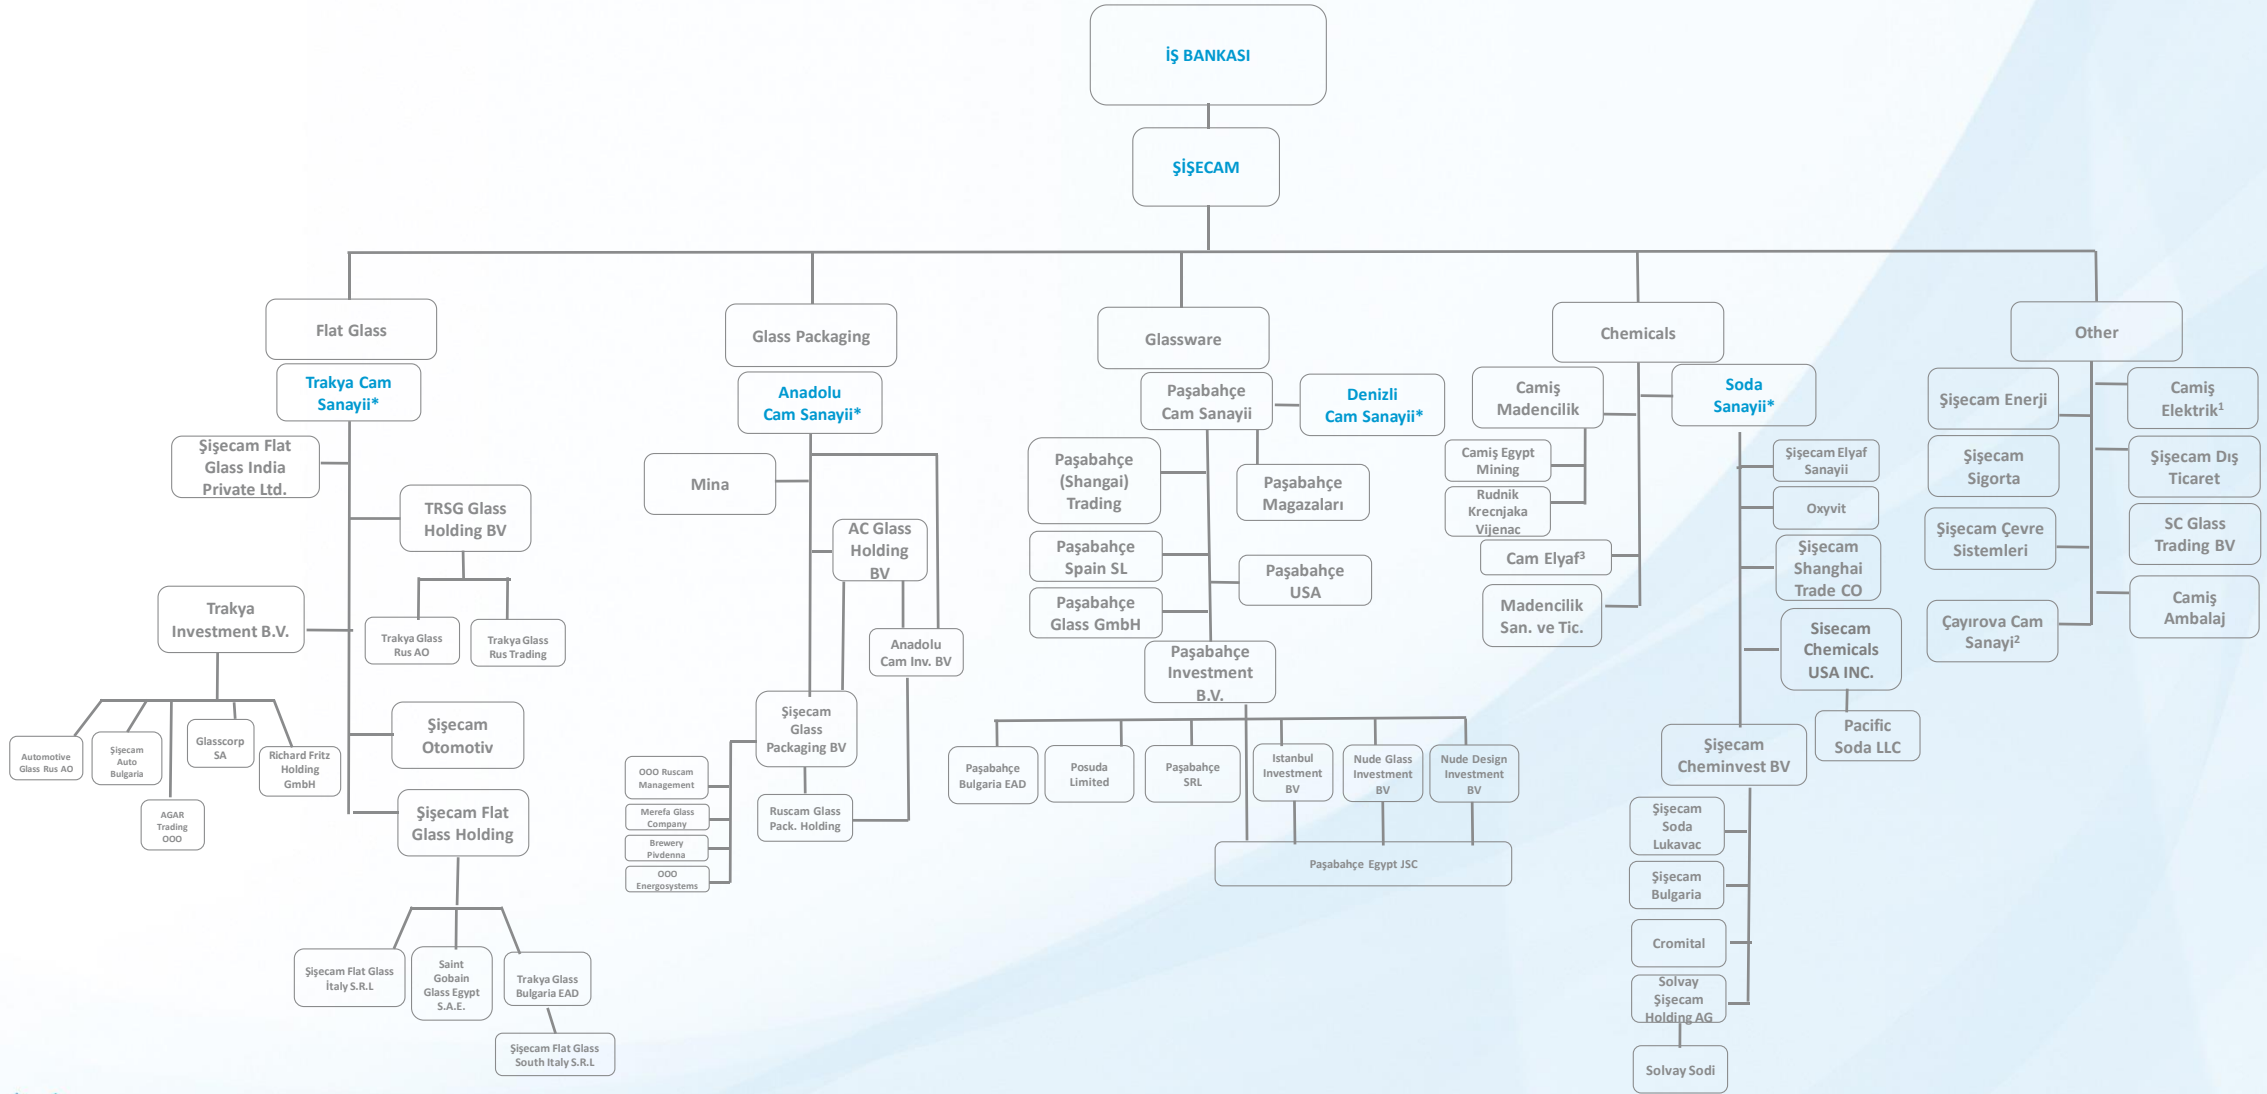 İŞ BANKASI
ŞİŞECAM
Flat Glass
Glass Packaging
Glassware
Chemicals
Other
Trakya Cam
Sanayii*
Şişecam Flat
Glass India
Private Ltd.
TRSG Glass
Holding BV
Trakya Glass
Rus AO
Trakya Glass
Rus Trading
Trakya
Investment B.V.
Automotive
Glass Rus AO
Şişecam
Auto
Bulgaria
AGAR
Trading
OOO
Glasscorp
SA
Richard Fritz
Holding
GmbH
Şişecam
Otomotiv
Şişecam Flat
Glass Holding
Şişecam Flat Glass
İtaly S.R.L
Saint
Gobain
Glass Egypt
S.A.E.
Trakya Glass
Bulgaria EAD
Şişecam Flat Glass
South Italy S.R.L
Anadolu
Cam Sanayii*
Mina
AC Glass
Holding
BV
Anadolu
Cam Inv. BV
Şişecam
Glass
Packaging BV
OOO Ruscam
Management
Merefa Glass
Company
Brewery
Pivdenna
OOO
Energosystems
Ruscam Glass
Pack. Holding
Paşabahçe
Cam Sanayii
Denizli
Cam Sanayii*
Paşabahçe
(Shangai)
Trading
Paşabahçe
Magazaları
Paşabahçe
Spain SL
Paşabahçe
USA
Paşabahçe
Glass GmbH
Paşabahçe
Investment
B.V.
Paşabahçe
Bulgaria EAD
Posuda
Limited
Paşabahçe
SRL
Istanbul
Investment
BV
Nude Glass
Investment
BV
Nude Design
Investment
BV
Paşabahçe Egypt JSC
Camiş
Madencilik
Camiş Egypt
Mining
Rudnik
Krecnjaka
Vijenac
Cam Elyaf³
Madencilik
San. ve Tic.
Soda
Sanayii*
Şişecam Elyaf
Sanayii
Oxyvit
Şişecam
Shanghai
Trade CO
Sisecam
Chemicals
USA INC.
Pacific
Soda LLC
Şişecam
Cheminvest BV
Şişecam
Soda
Lukavac
Şişecam
Bulgaria
Cromital
Solvay
Şişecam
Holding AG
Solvay Sodi
Şişecam Enerji
Camiş
Elektrik¹
Şişecam
Sigorta
Şişecam Dış
Ticaret
Şişecam Çevre
Sistemleri
SC Glass
Trading BV
Çayırova Cam
Sanayi²
Camiş
Ambalaj